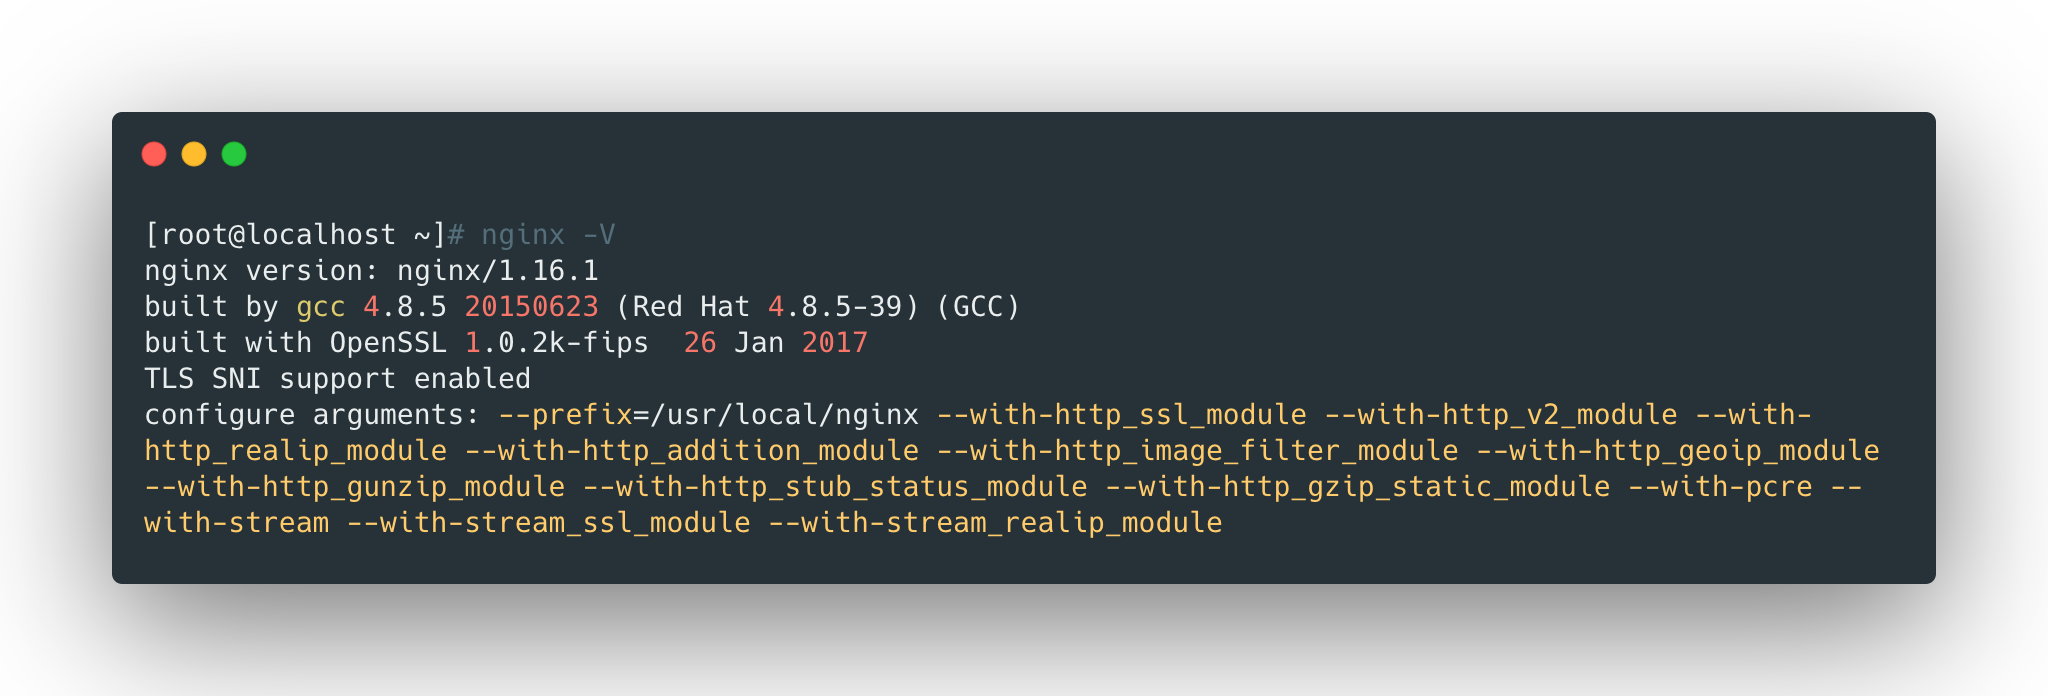 [root@localhost ~]# nginx -V
nginx version: nginx/1.16.1
built by gcc 4.8.5 20150623 (Red Hat 4.8.5-39) (GCC)
built with OpenSSL 1.0.2k-fips  26 Jan 2017
TLS SNI support enabled
configure arguments: --prefix=/usr/local/nginx --with-http_ssl_module --with-http_v2_module --with-
http_realip_module --with-http_addition_module --with-http_image_filter_module --with-http_geoip_module
--with-http_gunzip_module --with-http_stub_status_module --with-http_gzip_static_module --with-pcre --
with-stream --with-stream_ssl_module --with-stream_realip_module